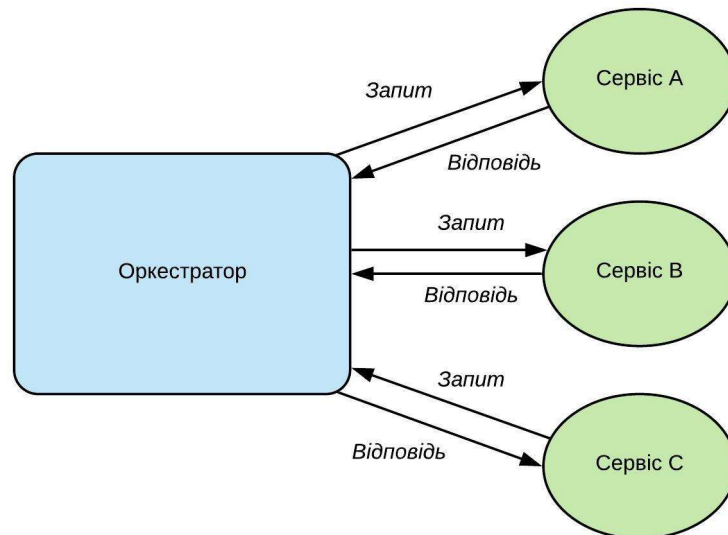 Запит
Сервіс А
Відповідь
Оркестратор
Запит
Сервіс В
Відповідь
Запит
Відповідь
Сервіс С